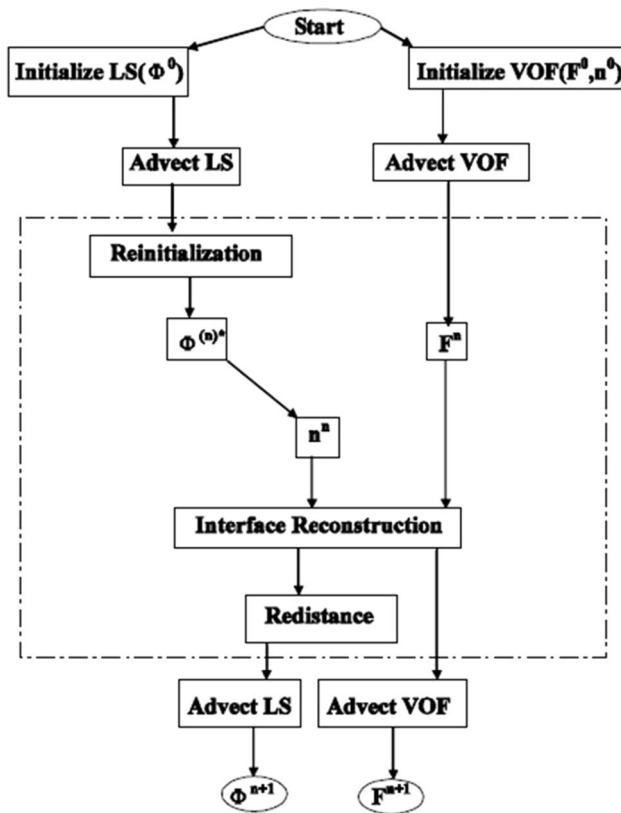 Start
Initialize LS(Φ⁰)
Initialize VOF(F⁰,n⁰)
Advect LS
Advect VOF
Reinitialization
Φ⁽ⁿ⁾*
Fⁿ
nⁿ
Interface Reconstruction
Redistance
Advect LS
Advect VOF
Φⁿ⁺¹
Fⁿ⁺¹